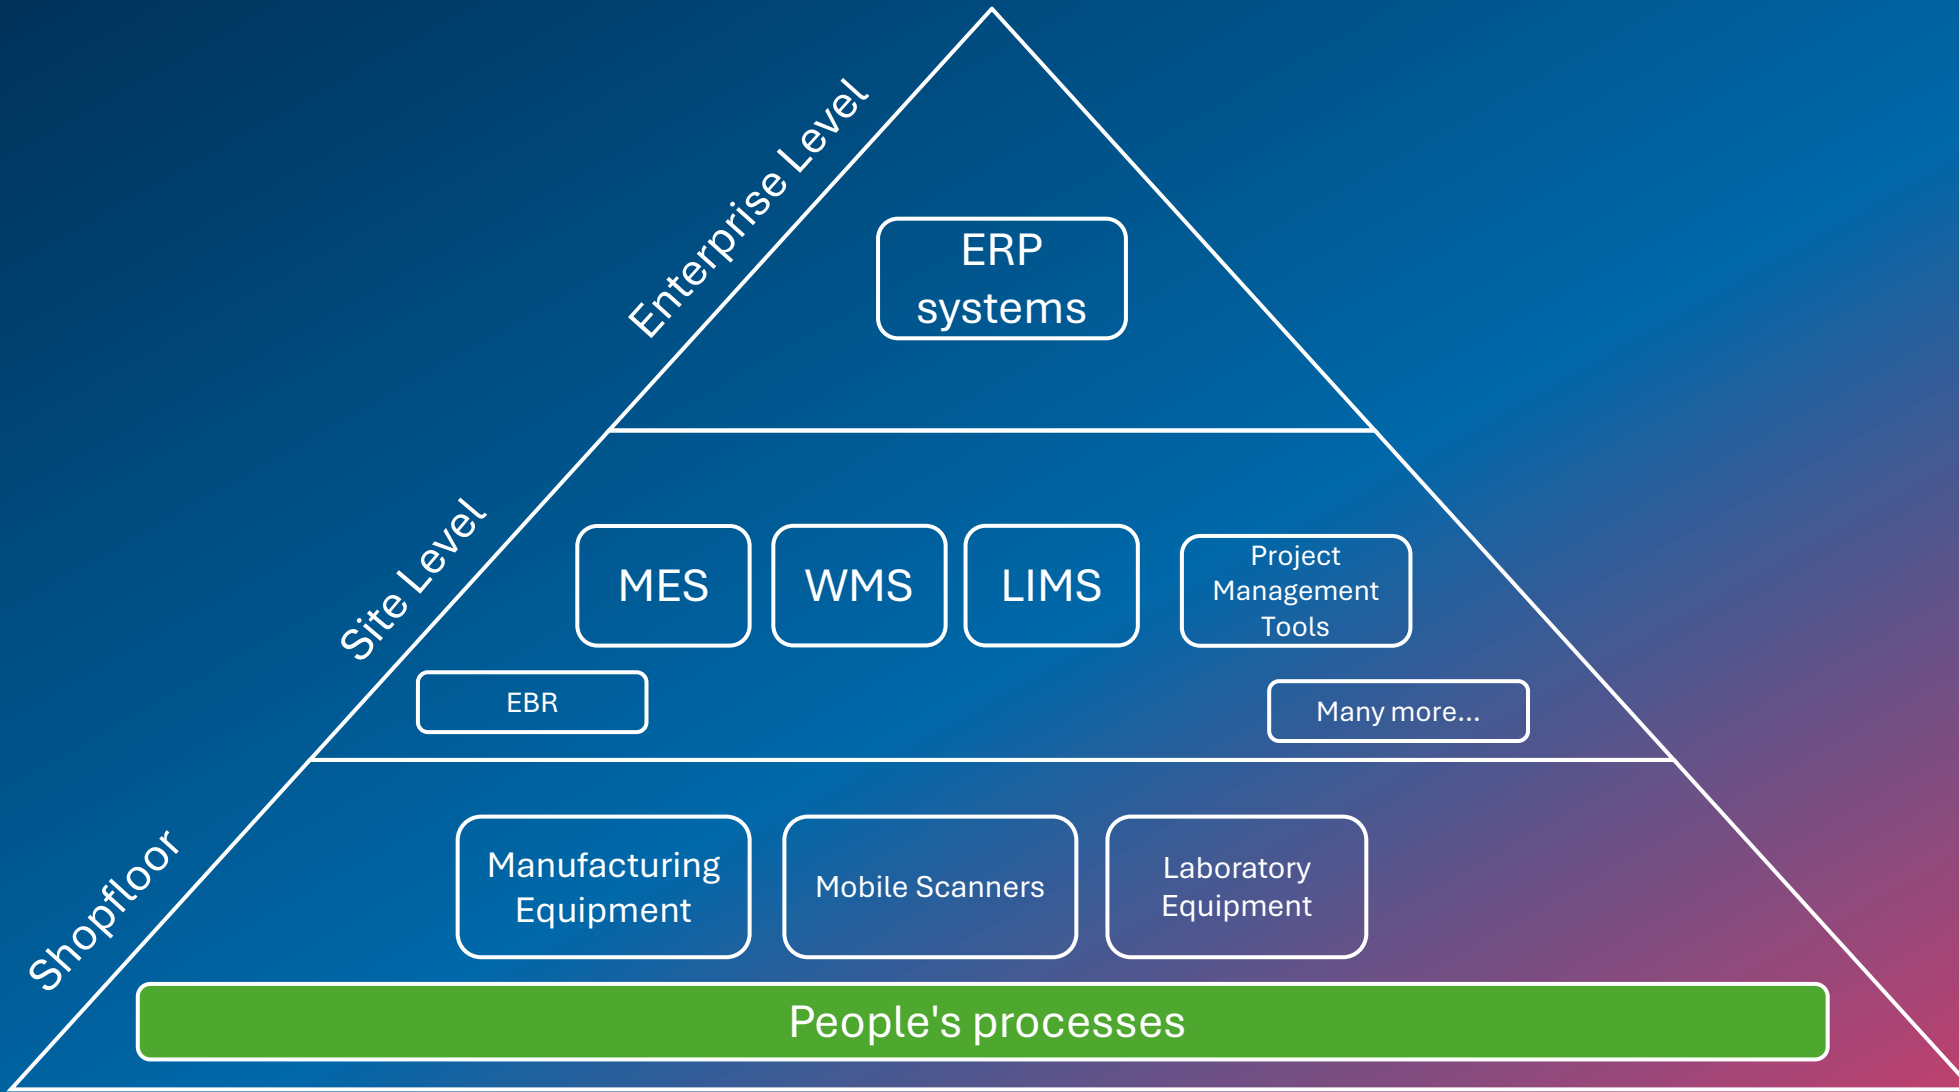 Enterprise Level
ERP
systems
Site Level
MES
WMS
LIMS
Project
Management
Tools
EBR
Many more...
Shopfloor
Manufacturing
Equipment
Mobile Scanners
Laboratory
Equipment
People's processes